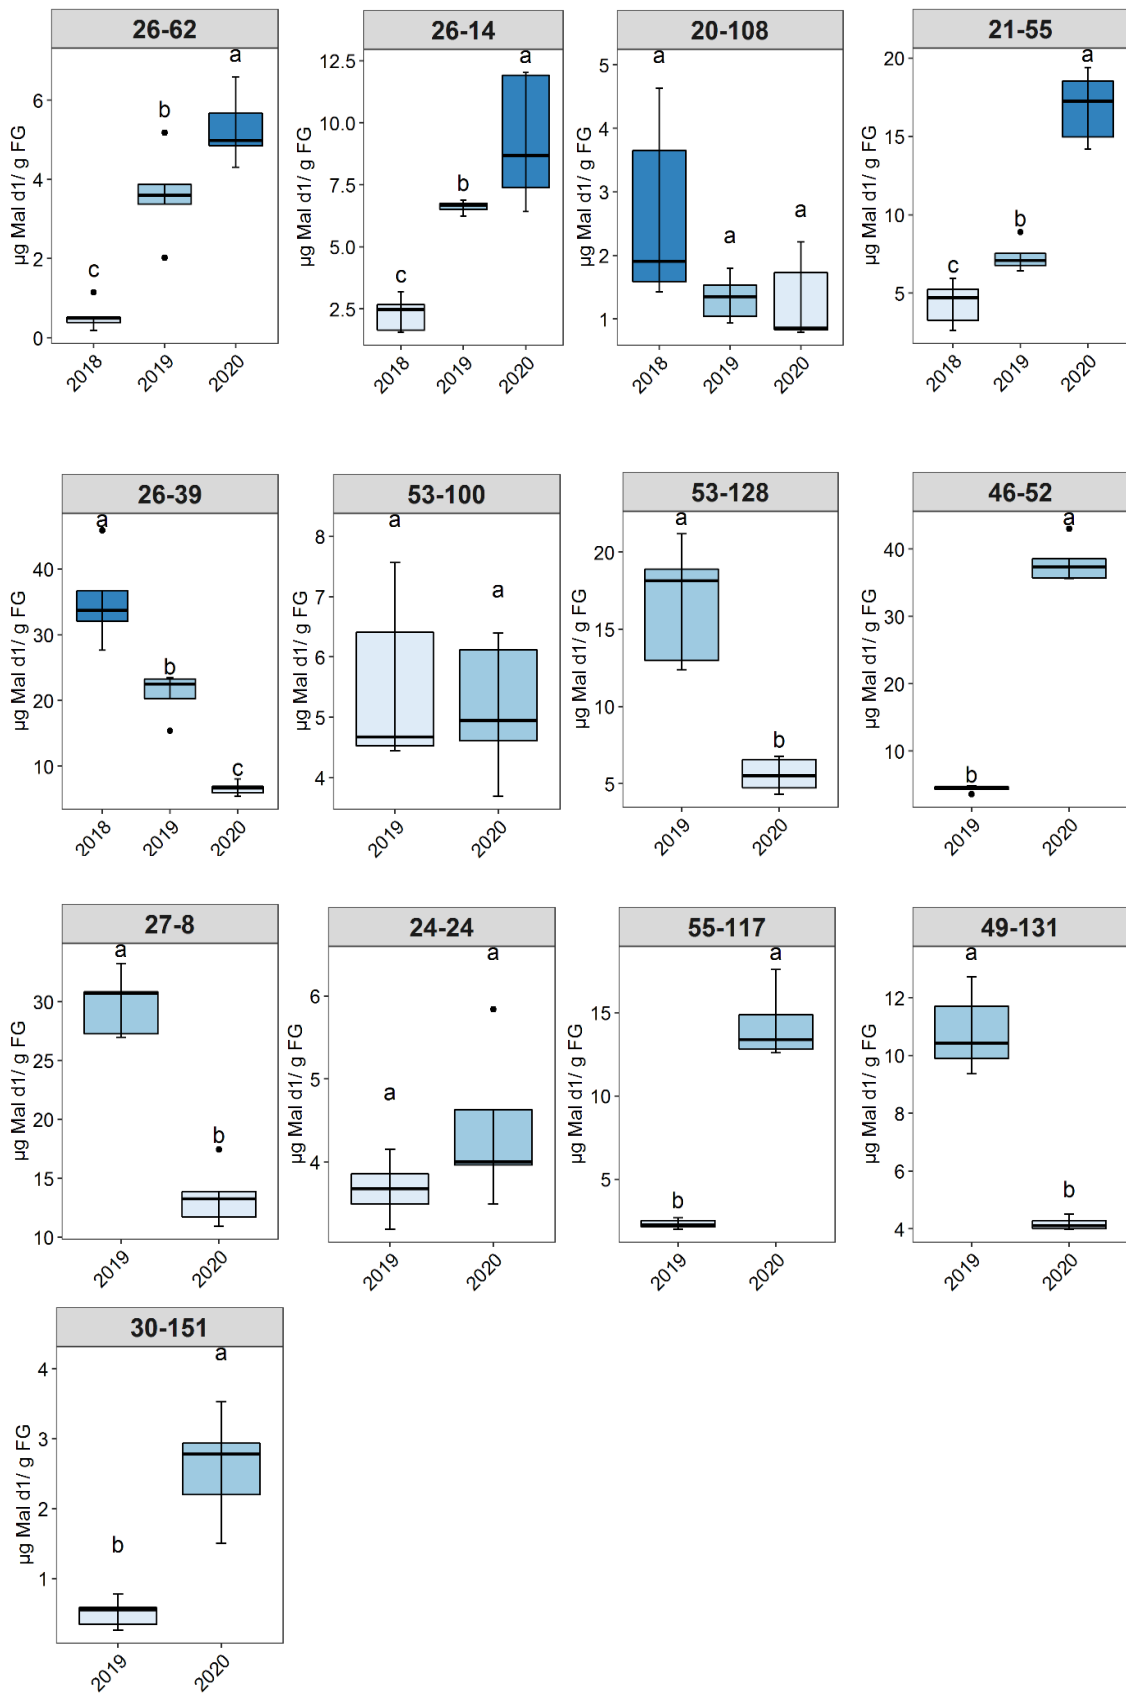 26-62
26-14
20-108
21-55
µg Mal d1/ g FG
6
4
2
0
c
b
a
2018
2019
2020
µg Mal d1/ g FG
12.5
10.0
7.5
5.0
2.5
c
b
a
2018
2019
2020
µg Mal d1/ g FG
5
4
3
2
1
a
a
a
2018
2019
2020
µg Mal d1/ g FG
20
15
10
5
c
b
a
2018
2019
2020
26-39
53-100
53-128
46-52
µg Mal d1/ g FG
40
30
20
10
a
b
c
2018
2019
2020
µg Mal d1/ g FG
8
7
6
5
4
a
a
2019
2020
µg Mal d1/ g FG
20
15
10
5
a
b
2019
2020
µg Mal d1/ g FG
40
30
20
10
b
a
2019
2020
27-8
24-24
55-117
49-131
µg Mal d1/ g FG
30
25
20
15
10
a
b
2019
2020
µg Mal d1/ g FG
6
5
4
a
a
2019
2020
µg Mal d1/ g FG
15
10
5
b
a
2019
2020
µg Mal d1/ g FG
12
10
8
6
4
a
b
2019
2020
30-151
µg Mal d1/ g FG
4
3
2
1
b
a
2019
2020